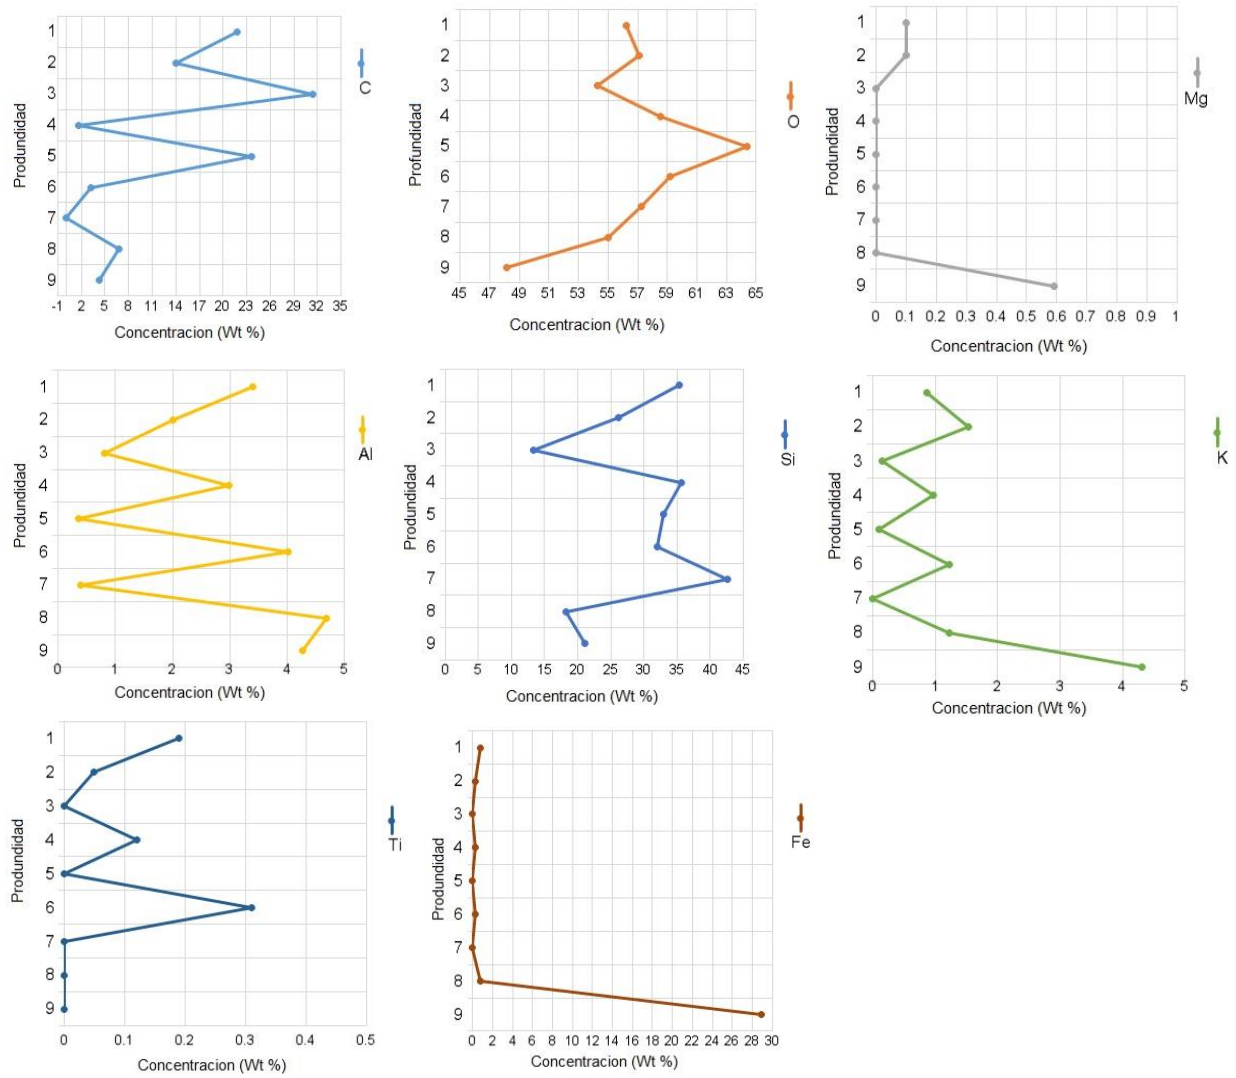 1
2
3
4
5
6
7
8
9
Produndidad
-1 2 5 8 11 14 17 20 23 26 29 32 35
Concentracion (Wt %)
C
1
2
3
4
5
6
7
8
9
Profundidad
45 47 49 51 53 55 57 59 61 63 65
Concentracion (Wt %)
O
1
2
3
4
5
6
7
8
9
Produndidad
0 0.1 0.2 0.3 0.4 0.5 0.6 0.7 0.8 0.9 1
Concentracion (Wt %)
Mg
1
2
3
4
5
6
7
8
9
Produndidad
0 1 2 3 4 5
Concentracion (Wt %)
Al
1
2
3
4
5
6
7
8
9
Produndidad
0 5 10 15 20 25 30 35 40 45
Concentracion (Wt %)
Si
1
2
3
4
5
6
7
8
9
Produndidad
0 1 2 3 4 5
Concentracion (Wt %)
K
1
2
3
4
5
6
7
8
9
Produndidad
0 0.1 0.2 0.3 0.4 0.5
Concentracion (Wt %)
Ti
1
2
3
4
5
6
7
8
9
Produndidad
0 2 4 6 8 10 12 14 16 18 20 22 24 26 28 30
Concentracion (Wt %)
Fe